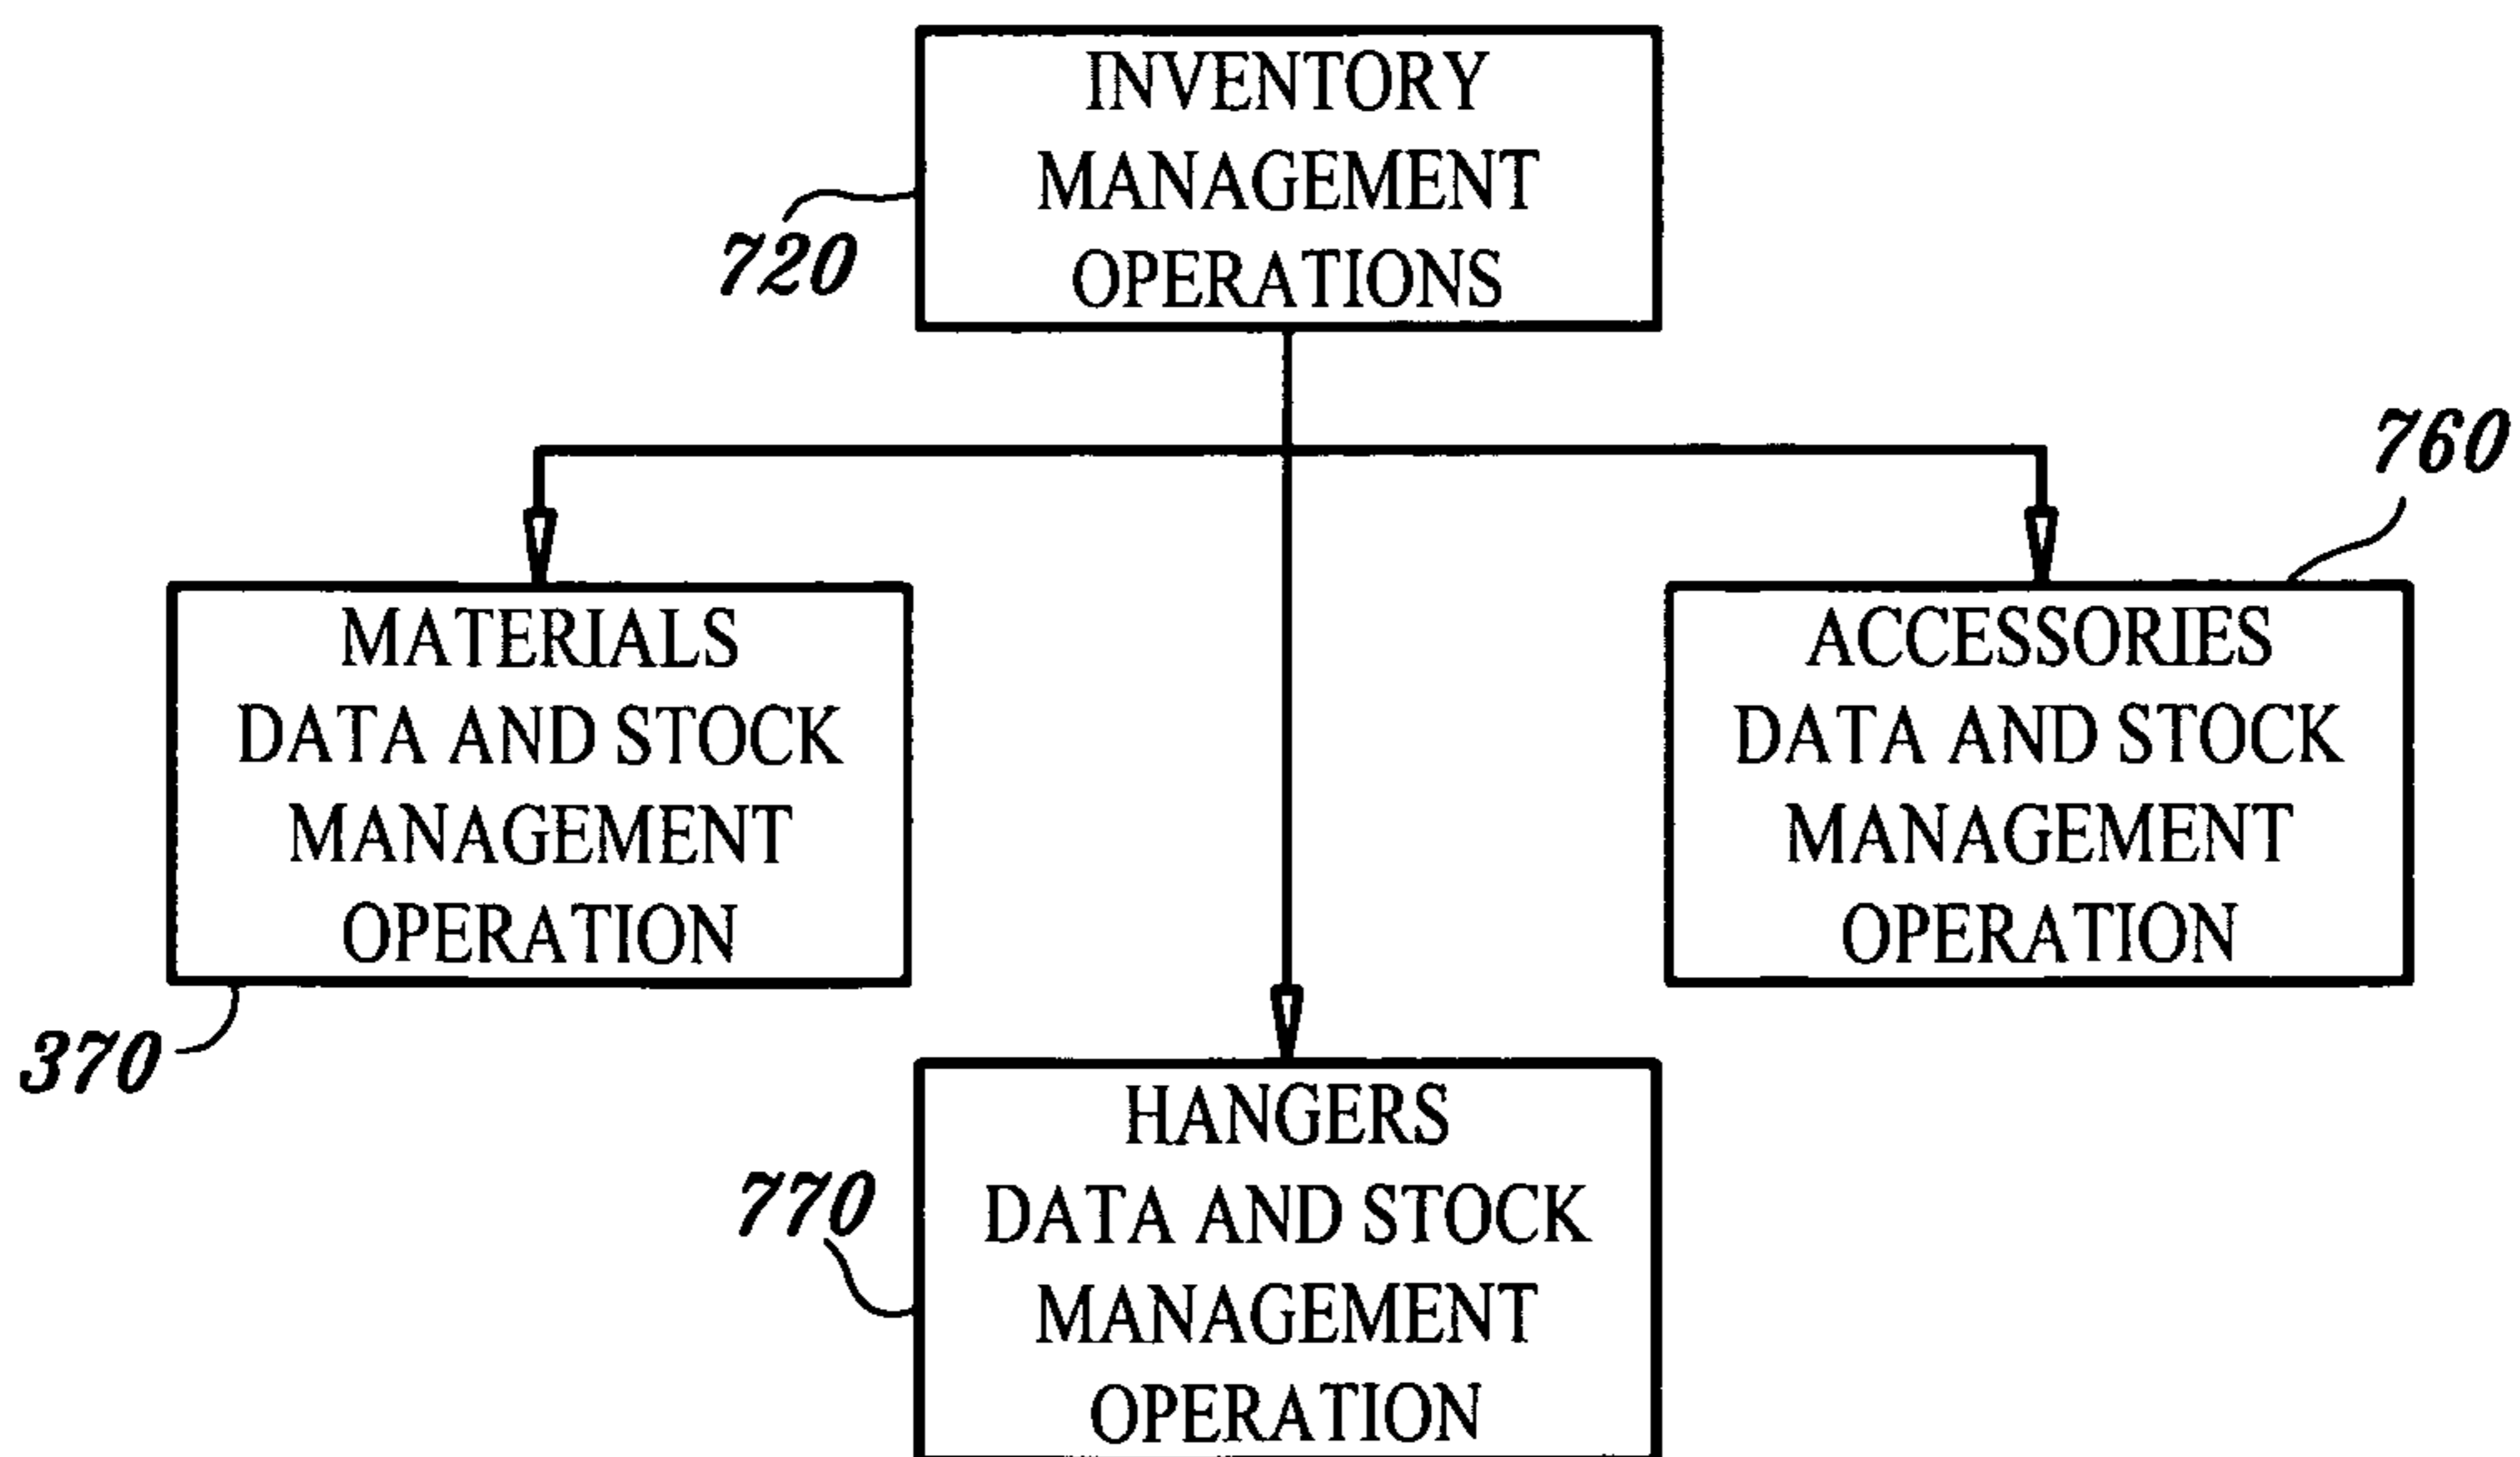 INVENTORY
MANAGEMENT
OPERATIONS
720
760
MATERIALS
DATA AND STOCK
MANAGEMENT
OPERATION
370
ACCESSORIES
DATA AND STOCK
MANAGEMENT
OPERATION
HANGERS
DATA AND STOCK
MANAGEMENT
OPERATION
770